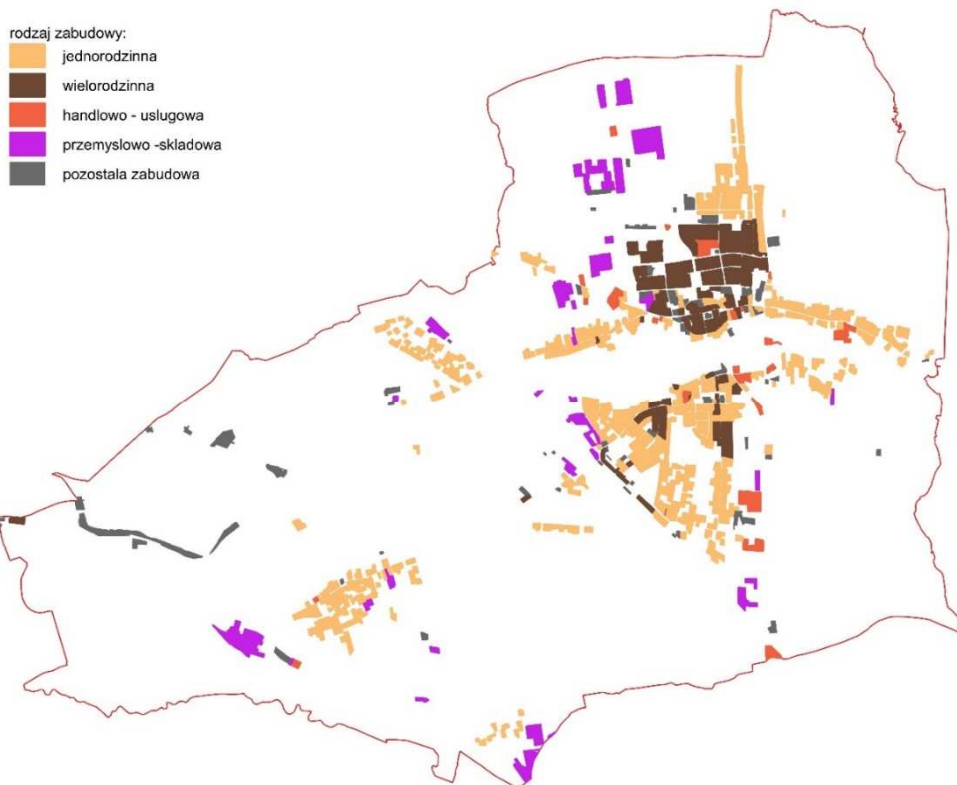 rodzaj zabudowy:
jednorodzinna
wielorodzinna
handlowo - uslugowa
przemyslowo -skladowa
pozostala zabudowa